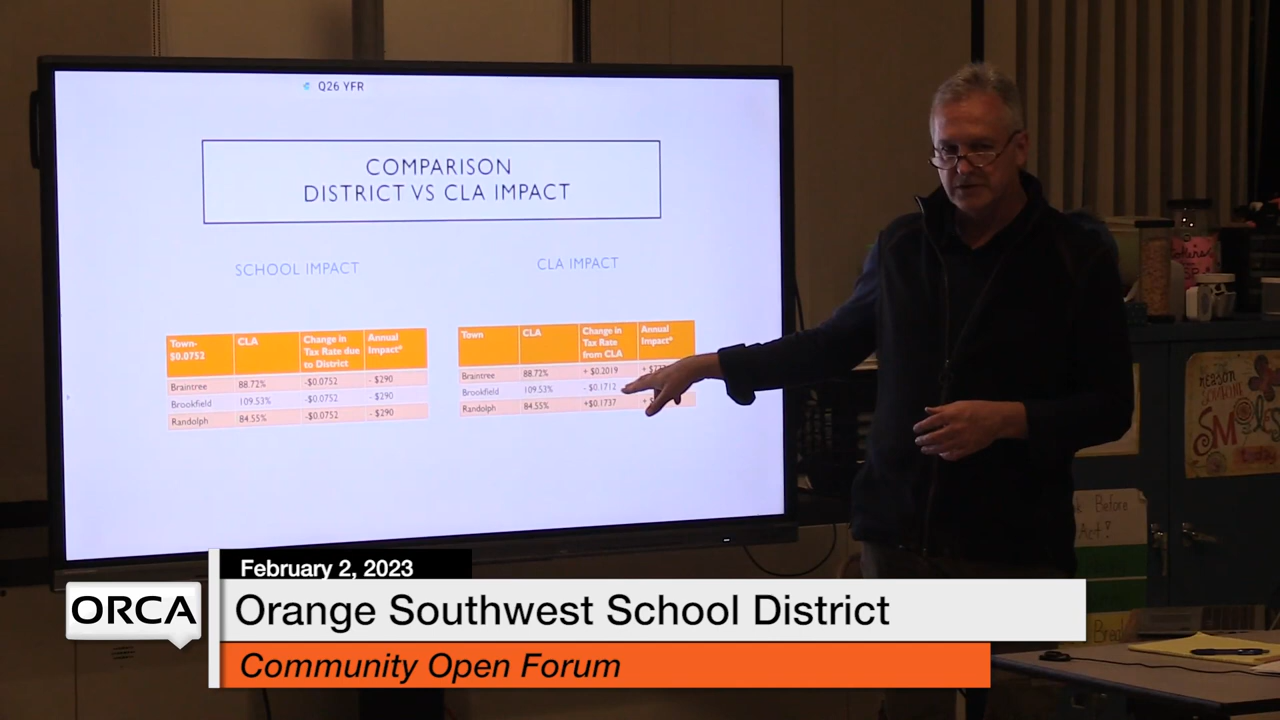 Q26 YFR
COMPARISON
DISTRICT VS CLA IMPACT
SCHOOL IMPACT
CLA IMPACT
Town- $0.0752 CLA Change in Tax Rate due to District Annual Impact*
Braintree 88.72% -$0.0752 - $290
Brookfield 109.53% -$0.0752 - $290
Randolph 84.55% -$0.0752 - $290
Town CLA Change in Tax Rate from CLA Annual Impact*
Braintree 88.72% + $0.2019
Brookfield 109.53% - $0.1712
Randolph 84.55% +$0.1737
Before
Act!
reason
SMiles
February 2, 2023
ORCA
Orange Southwest School District
Community Open Forum